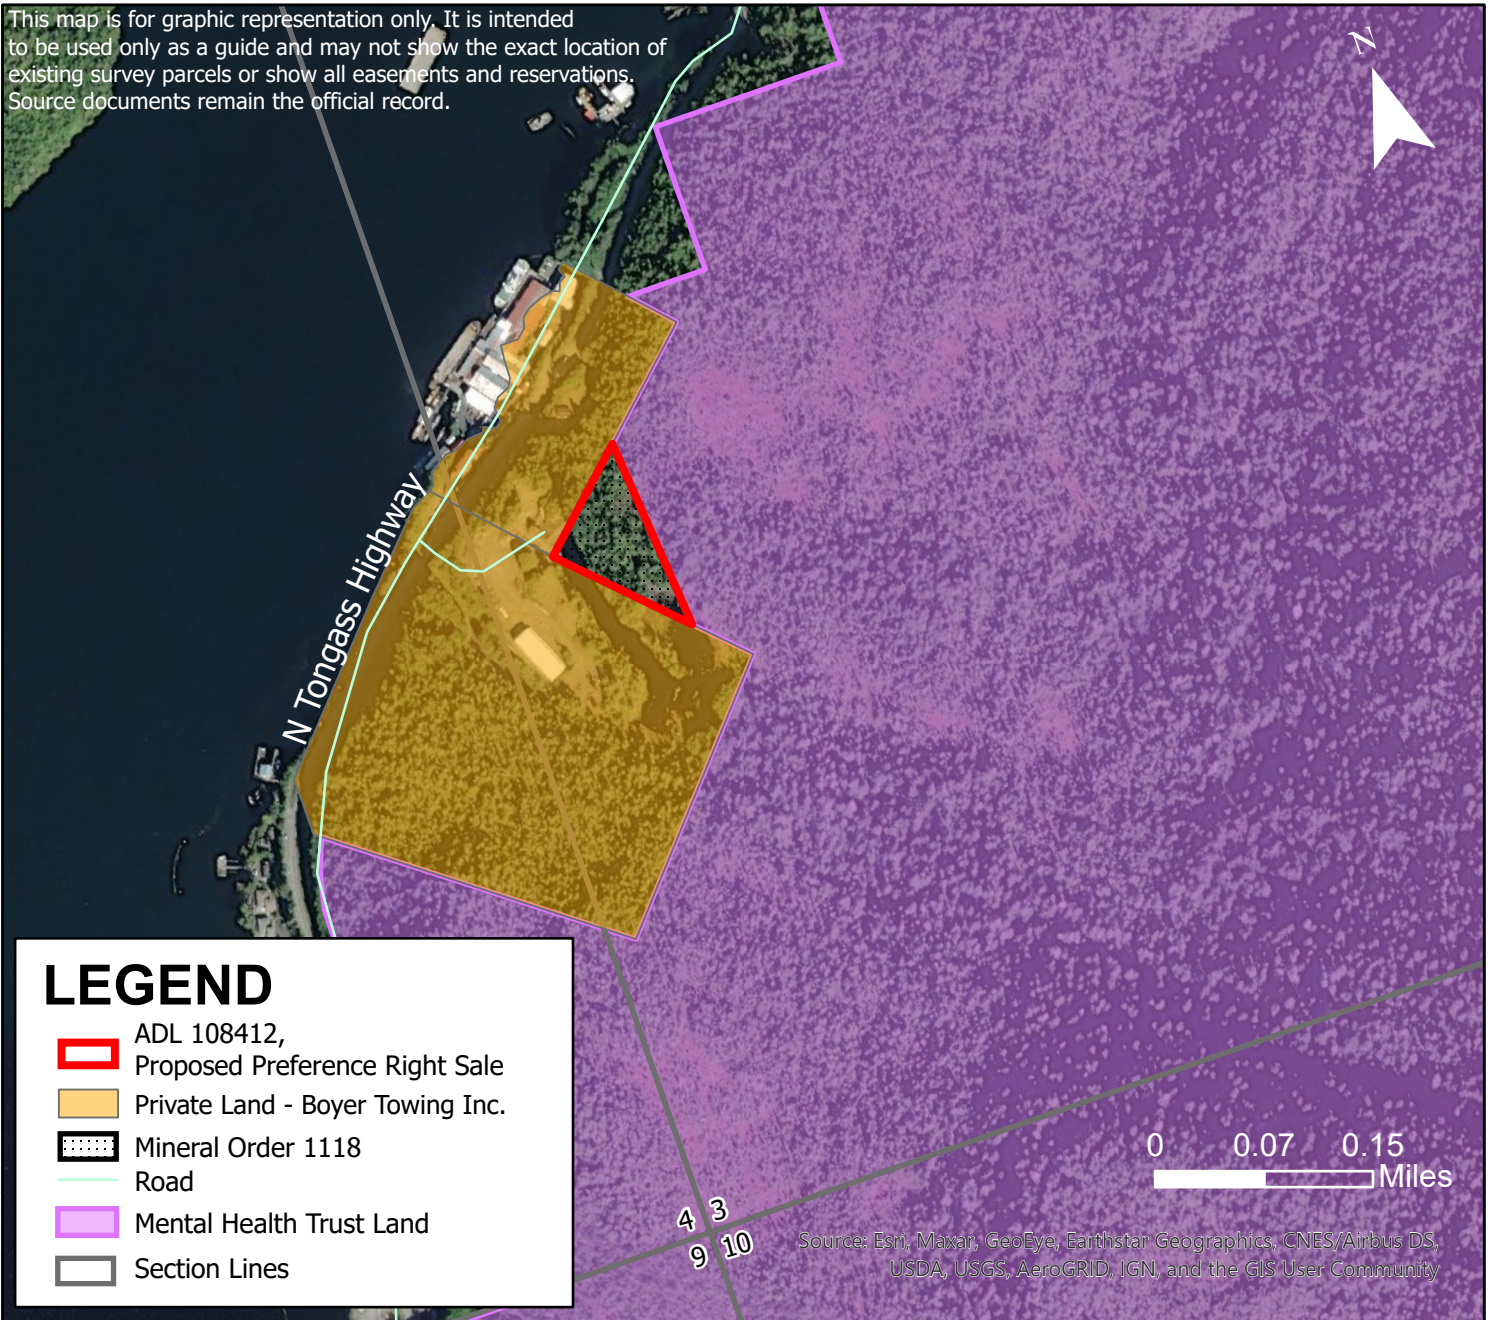 This map is for graphic representation only. It is intended
to be used only as a guide and may not show the exact location of
existing survey parcels or show all easements and reservations.
Source documents remain the official record.
N
N Tongass Highway
LEGEND
ADL 108412,
Proposed Preference Right Sale
Private Land - Boyer Towing Inc.
Mineral Order 1118
Road
Mental Health Trust Land
Section Lines
4 3
9 10
0 0.07 0.15
Miles
Source: Esri, Maxar, GeoEye, Earthstar Geographics, CNES/Airbus DS,
USDA, USGS, AeroGRID, IGN, and the GIS User Community